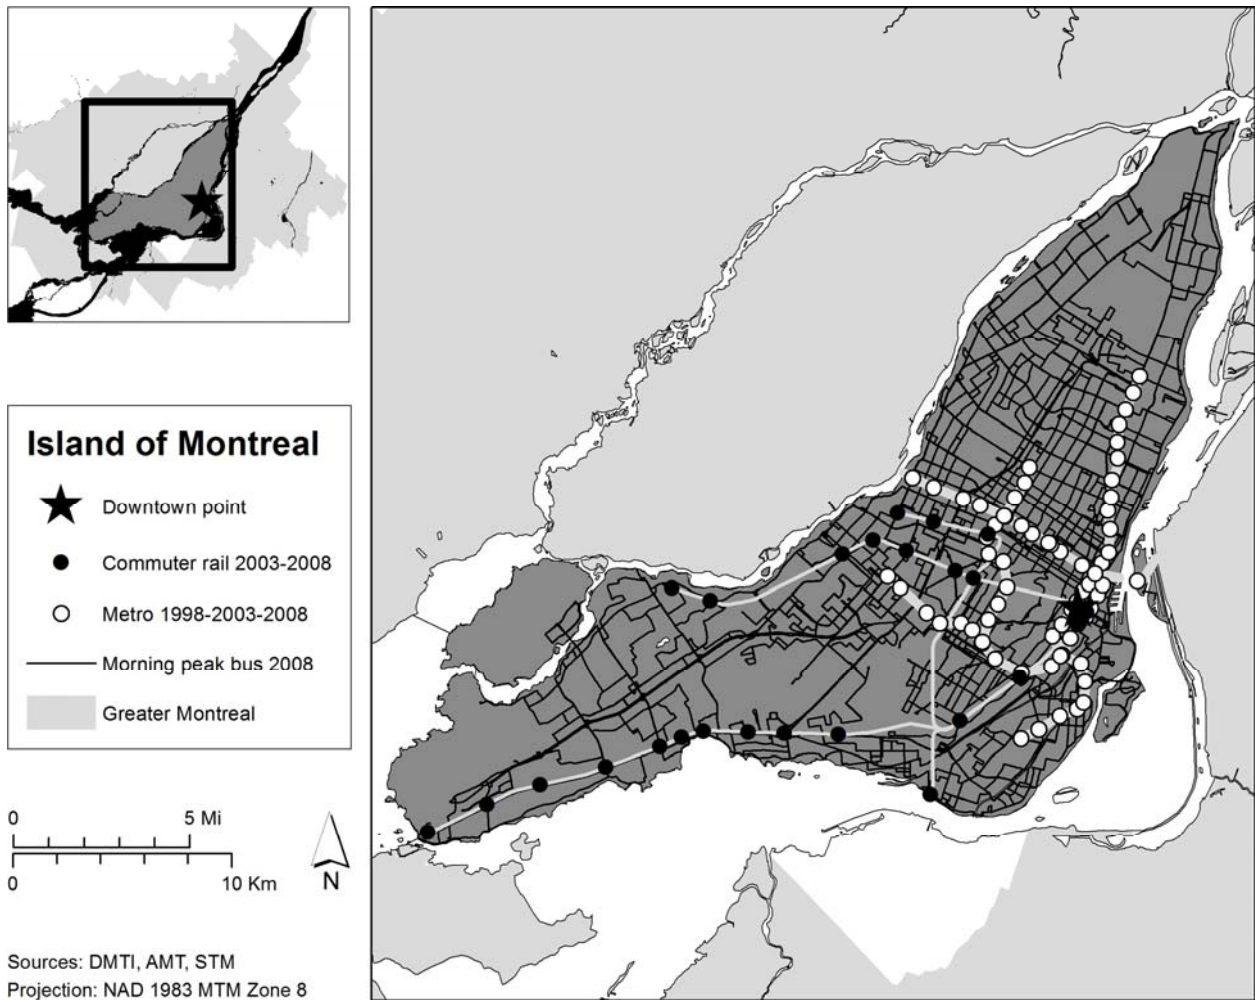 Island of Montreal
Downtown point
Commuter rail 2003-2008
Metro 1998-2003-2008
Morning peak bus 2008
Greater Montreal
0 5 Mi
0 10 Km
N
Sources: DMTI, AMT, STM
Projection: NAD 1983 MTM Zone 8